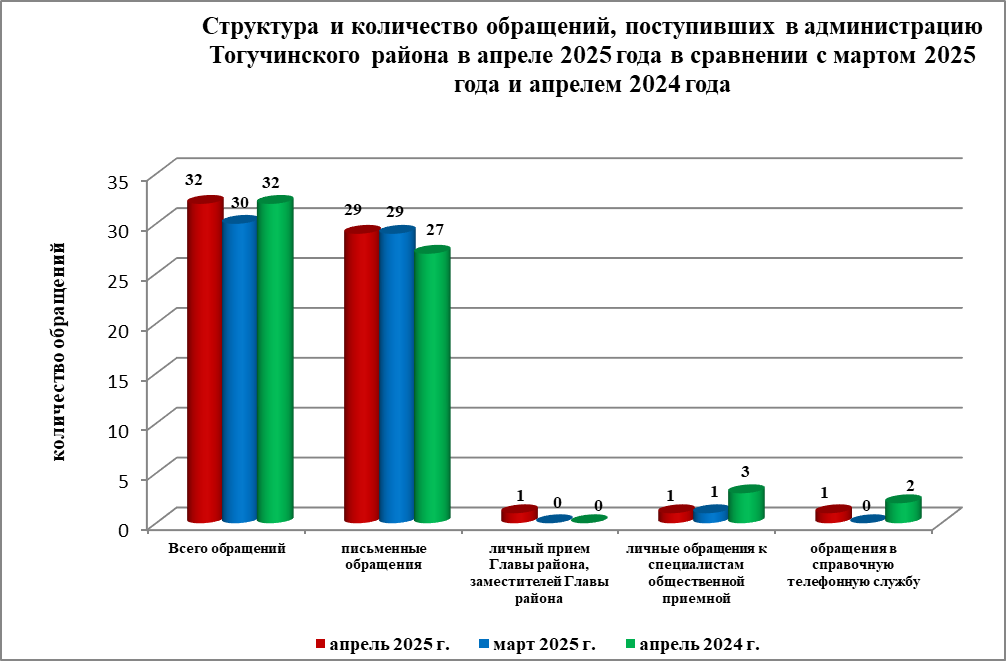 Структура и количество обращений, поступивших в администрацию
Тогучинского района в апреле 2025 года в сравнении с мартом 2025
года и апрелем 2024 года
количество обращений
35
30
25
20
15
10
5
0
32
30
32
29
29
27
1
0
0
1
1
3
1
0
2
Всего обращений
письменные
обращения
личный прием
Главы района,
заместителей Главы
района
личные обращения к
специалистам
общественной
приемной
обращения в
справочную
телефонную службу
апрель 2025 г.
март 2025 г.
апрель 2024 г.